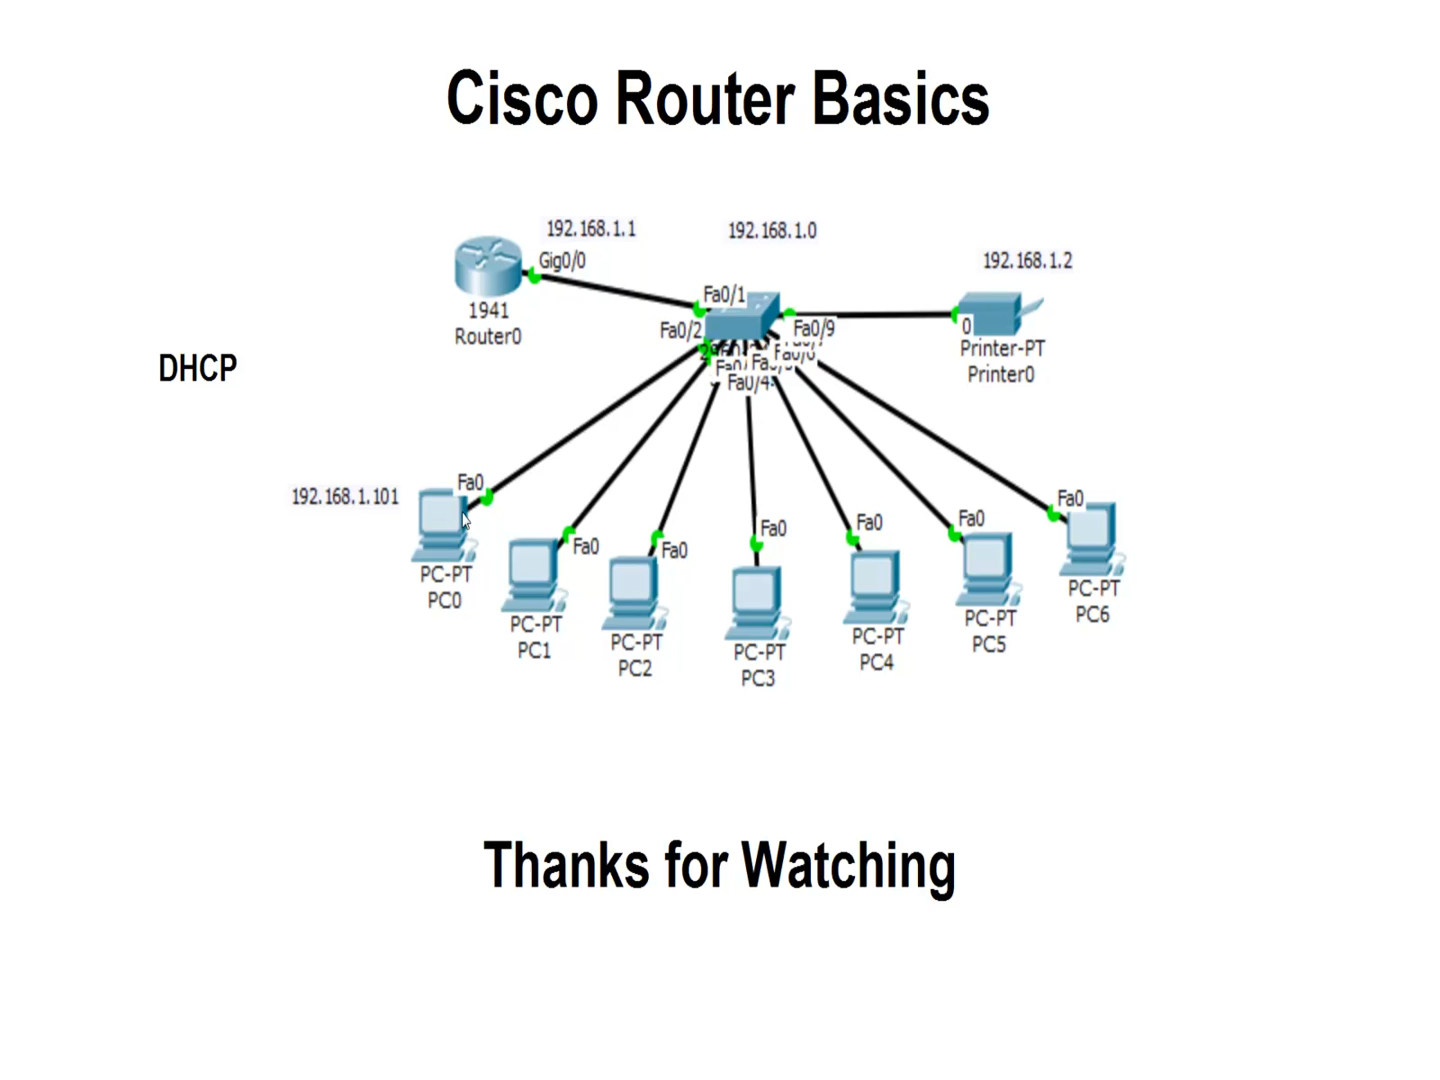 Cisco Router Basics
192.168.1.1
192.168.1.0
192.168.1.2
Gig0/0
Fa0/1
Fa0/2
Fa0/9
0
1941
Router0
Printer-PT
Printer0
DHCP
Fa0/4
192.168.1.101
Fa0
Fa0
Fa0
Fa0
Fa0
Fa0
Fa0
PC-PT
PC0
PC-PT
PC1
PC-PT
PC2
PC-PT
PC3
PC-PT
PC4
PC-PT
PC5
PC-PT
PC6
Thanks for Watching